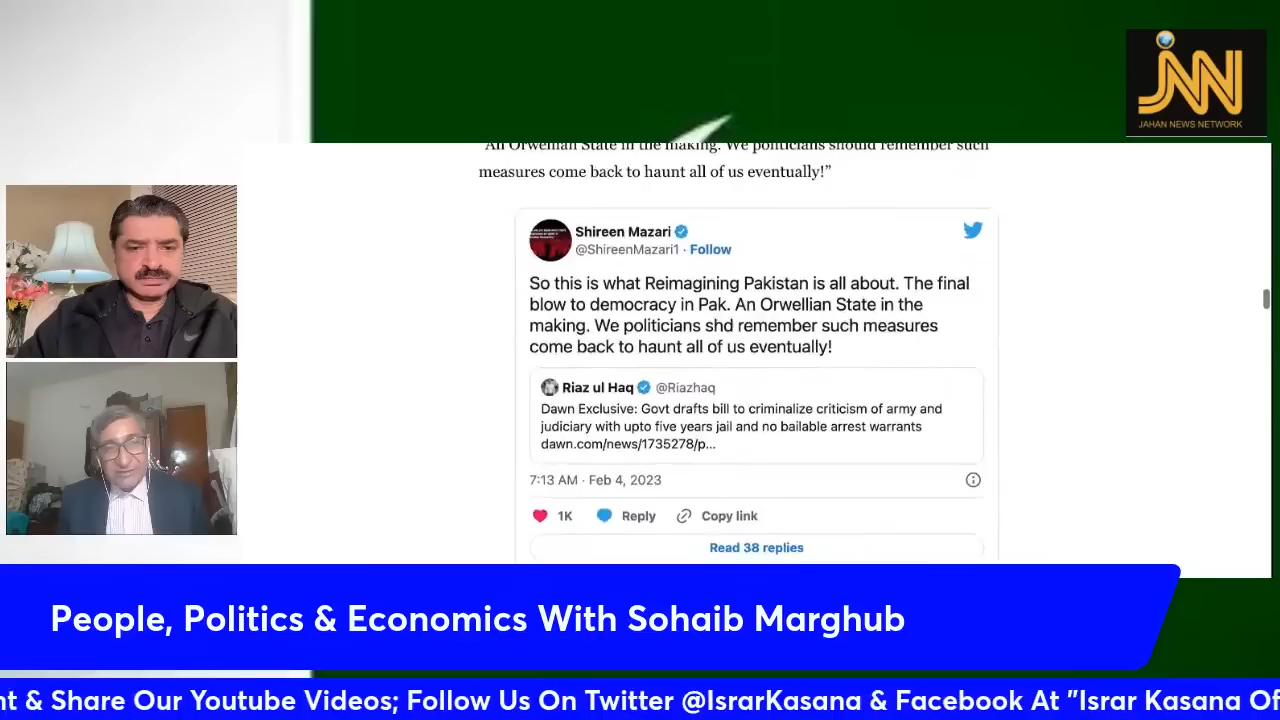 JNN
JAHAN NEWS NETWORK
"An Orwellian State in the making. We politicians should remember such
measures come back to haunt all of us eventually!”
Shireen Mazari
@ShireenMazari1 · Follow
So this is what Reimagining Pakistan is all about. The final
blow to democracy in Pak. An Orwellian State in the
making. We politicians shd remember such measures
come back to haunt all of us eventually!
Riaz ul Haq @Riazhaq
Dawn Exclusive: Govt drafts bill to criminalize criticism of army and
judiciary with upto five years jail and no bailable arrest warrants
dawn.com/news/1735278/p...
7:13 AM · Feb 4, 2023
1K Reply Copy link
Read 38 replies
People, Politics & Economics With Sohaib Marghub
nt & Share Our Youtube Videos; Follow Us On Twitter @IsrarKasana & Facebook At "Israr Kasana Of